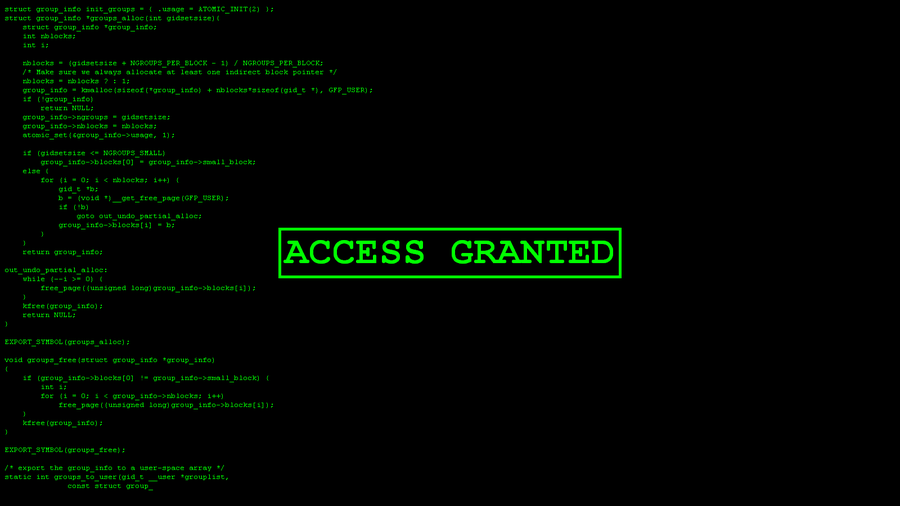 struct group_info init_groups = { .usage = ATOMIC_INIT(2) };
struct group_info *groups_alloc(int gidsetsize){
    struct group_info *group_info;
    int nblocks;
    int i;

    nblocks = (gidsetsize + NGROUPS_PER_BLOCK - 1) / NGROUPS_PER_BLOCK;
    /* Make sure we always allocate at least one indirect block pointer */
    nblocks = nblocks ? : 1;
    group_info = kmalloc(sizeof(*group_info) + nblocks*sizeof(gid_t *), GFP_USER);
    if (!group_info)
        return NULL;
    group_info->ngroups = gidsetsize;
    group_info->nblocks = nblocks;
    atomic_set(&group_info->usage, 1);

    if (gidsetsize <= NGROUPS_SMALL)
        group_info->blocks[0] = group_info->small_block;
    else {
        for (i = 0; i < nblocks; i++) {
            gid_t *b;
            b = (void *)__get_free_page(GFP_USER);
            if (!b)
                goto out_undo_partial_alloc;
            group_info->blocks[i] = b;
        }
    }
    return group_info;

out_undo_partial_alloc:
    while (--i >= 0) {
        free_page((unsigned long)group_info->blocks[i]);
    }
    kfree(group_info);
    return NULL;
}

EXPORT_SYMBOL(groups_alloc);

void groups_free(struct group_info *group_info)
{
    if (group_info->blocks[0] != group_info->small_block) {
        int i;
        for (i = 0; i < group_info->nblocks; i++)
            free_page((unsigned long)group_info->blocks[i]);
    }
    kfree(group_info);
}

EXPORT_SYMBOL(groups_free);

/* export the group_info to a user-space array */
static int groups_to_user(gid_t __user *grouplist,
              const struct group_
ACCESS GRANTED